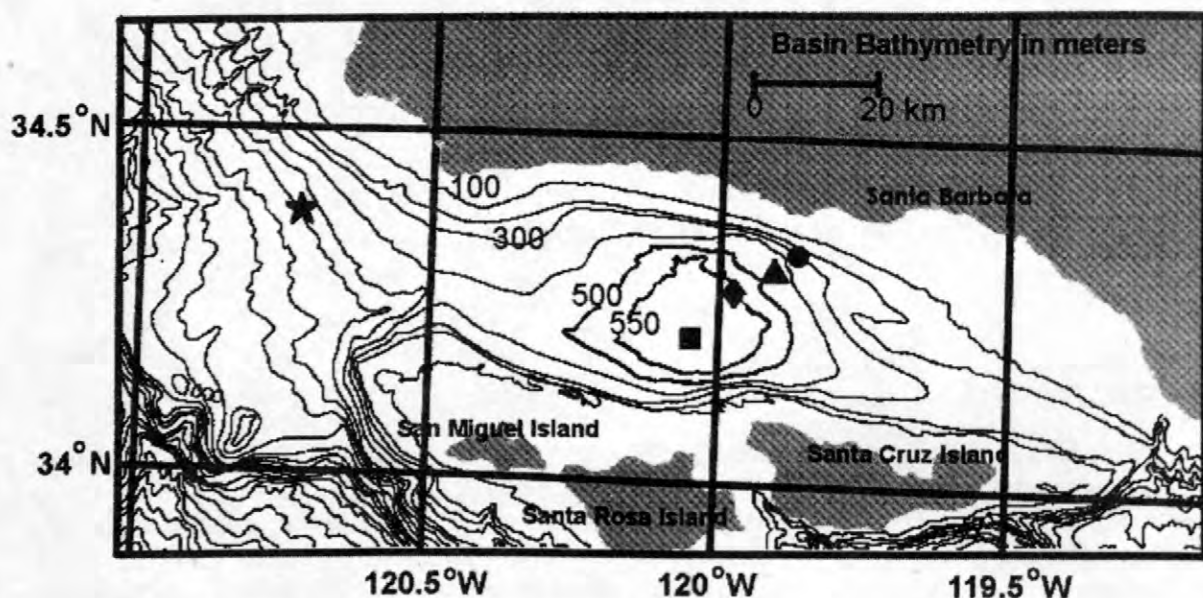 Basin Bathymetry in meters
0 20 km
34.5°N
100
Santa Barbara
300
500
550
San Miguel Island
Santa Cruz Island
34°N
Santa Rosa Island
120.5°W 120°W 119.5°W